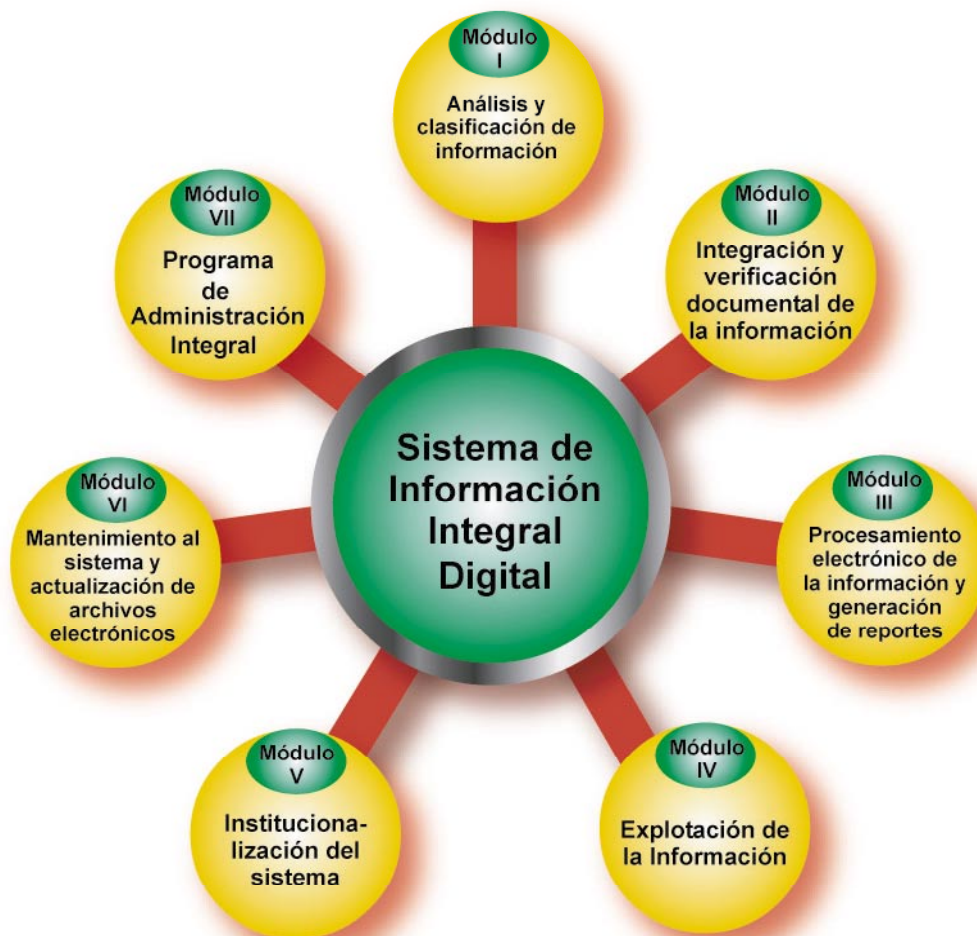 Módulo
I
Análisis y
clasificación de
información
Módulo
II
Integración y
verificación
documental de
la información
Módulo
III
Procesamiento
electrónico de
la información y
generación
de reportes
Módulo
IV
Explotación de
la Información
Módulo
V
Instituciona-
lización del
sistema
Módulo
VI
Mantenimiento al
sistema y
actualización de
archivos
electrónicos
Módulo
VII
Programa
de
Administración
Integral
Sistema de
Información
Integral
Digital